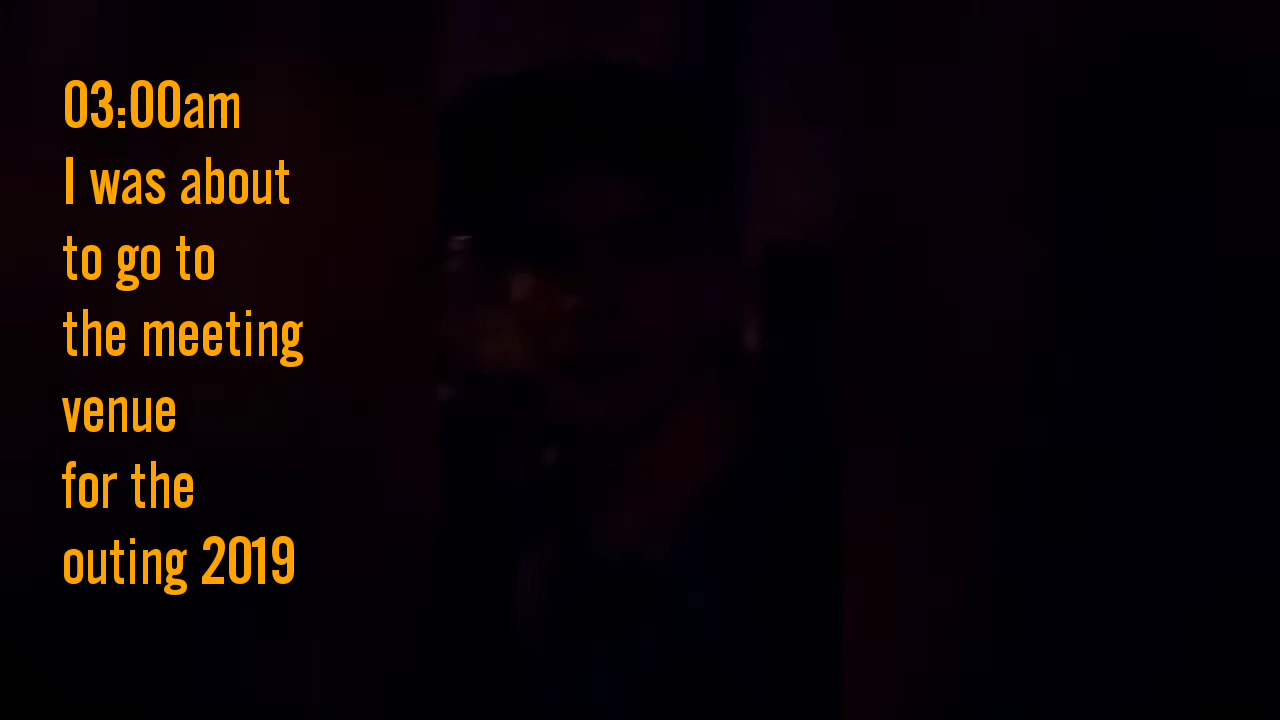 03:00am
I was about
to go to
the meeting
venue
for the
outing 2019